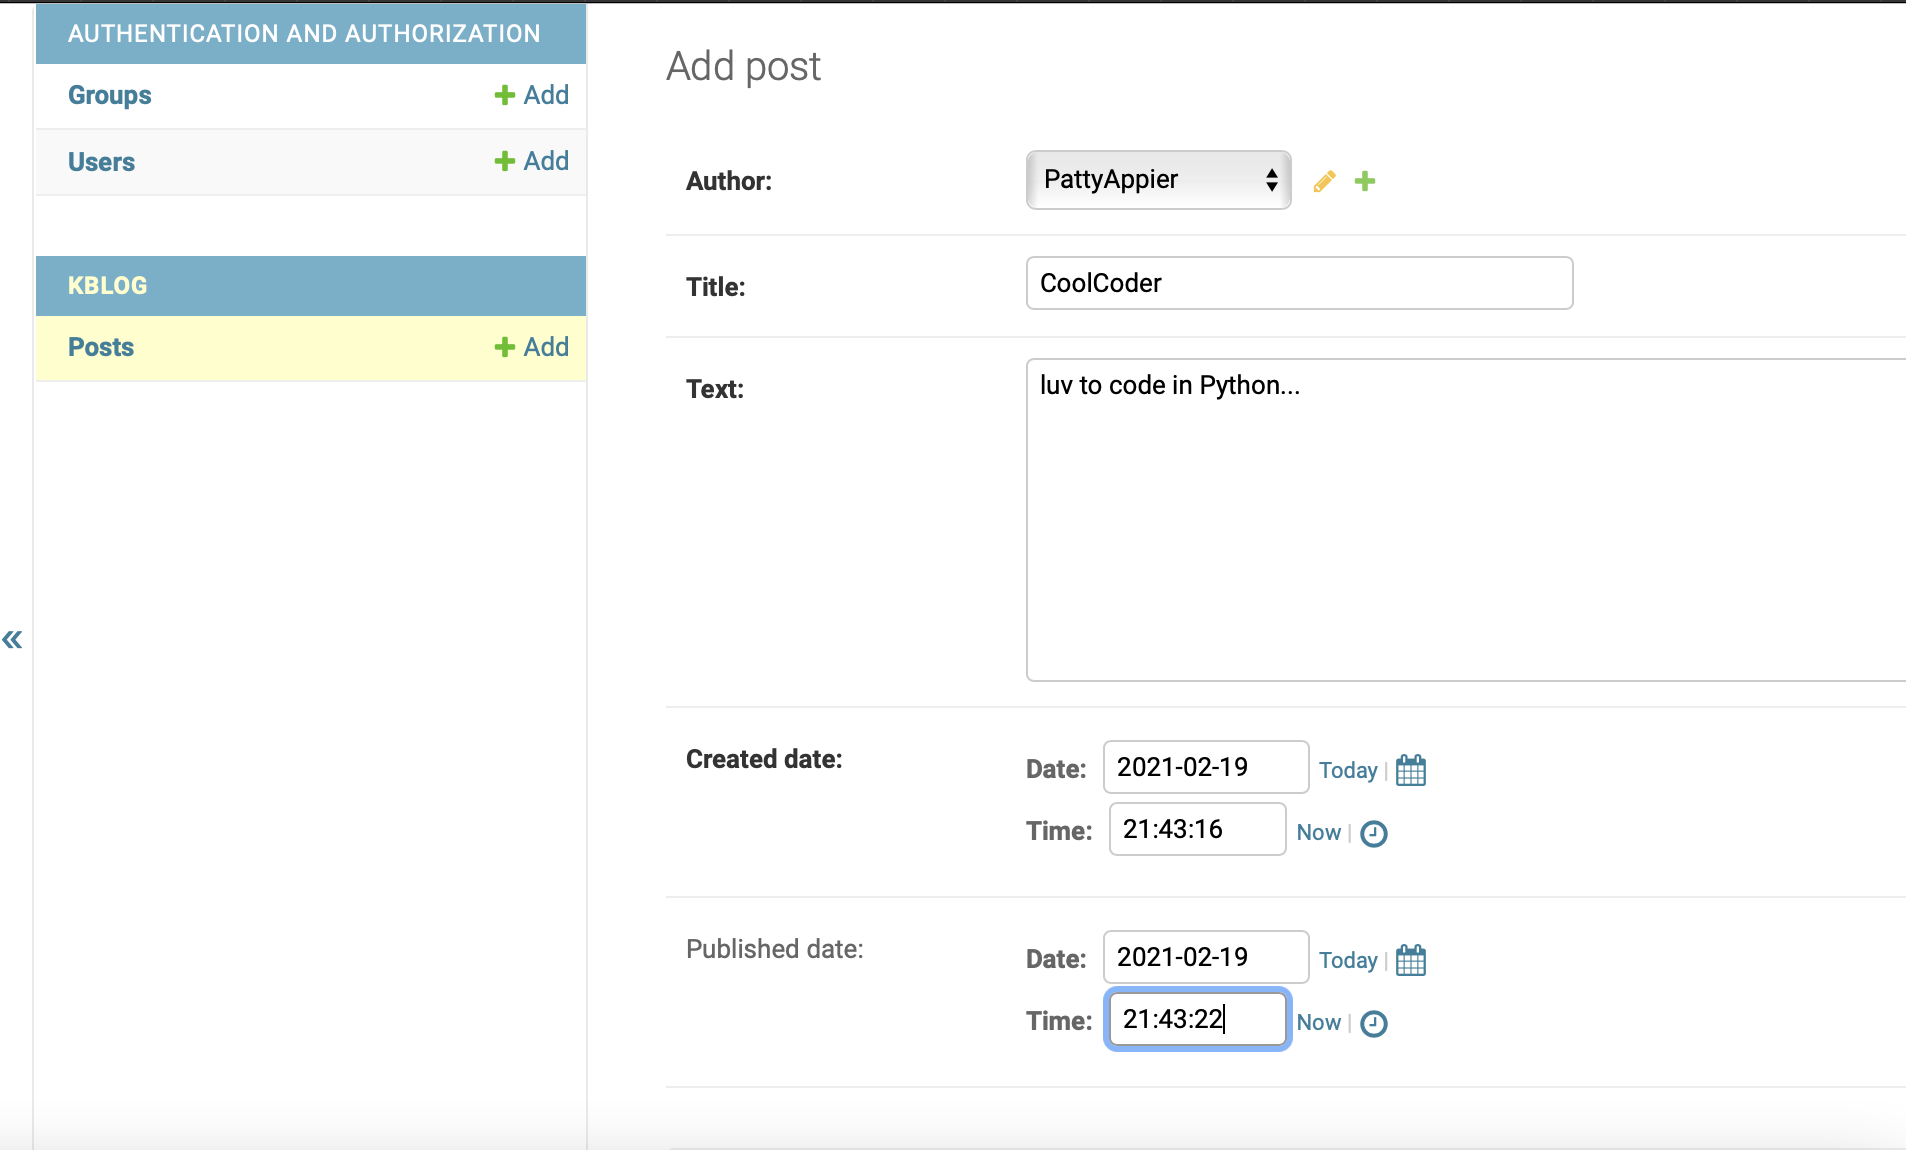 AUTHENTICATION AND AUTHORIZATION
Groups
Add
Users
Add
KBLOG
Posts
Add
«
Add post
Author:
PattyAppier
Title:
CoolCoder
Text:
luv to code in Python...
Created date:
Date: 2021-02-19 Today |
Time: 21:43:16 Now |
Published date:
Date: 2021-02-19 Today |
Time: 21:43:22 Now |